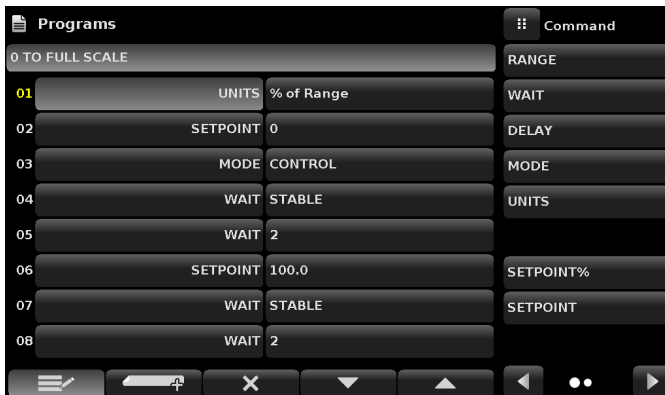 Programs
Command
0 TO FULL SCALE
RANGE
01 UNITS % of Range
WAIT
02 SETPOINT 0
DELAY
03 MODE CONTROL
MODE
04 WAIT STABLE
UNITS
05 WAIT 2
06 SETPOINT 100.0
SETPOINT%
07 WAIT STABLE
SETPOINT
08 WAIT 2